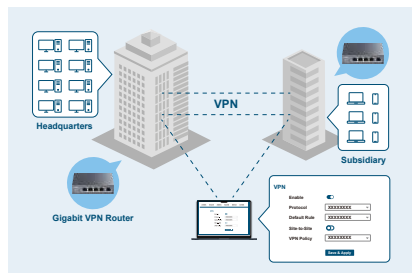 VPN
Headquarters
Subsidiary
Gigabit VPN Router
VPN
Enable
Protocol XXXXXXXX
Default Rule XXXXXXXX
Site-to-Site
VPN Policy XXXXXXXX
Save & Apply